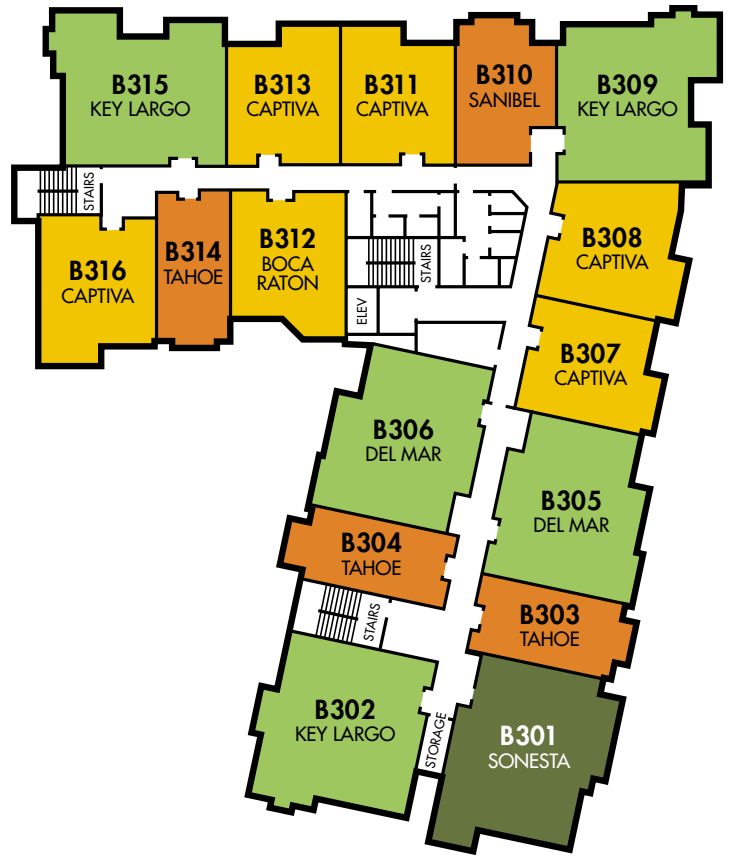 B315
KEY LARGO
B313
CAPTIVA
B311
CAPTIVA
B310
SANIBEL
B309
KEY LARGO
STAIRS
B316
CAPTIVA
B314
TAHOE
B312
BOCA
RATON
STAIRS
ELEV
B308
CAPTIVA
B307
CAPTIVA
B306
DEL MAR
B305
DEL MAR
B304
TAHOE
STAIRS
B303
TAHOE
B302
KEY LARGO
STORAGE
B301
SONESTA